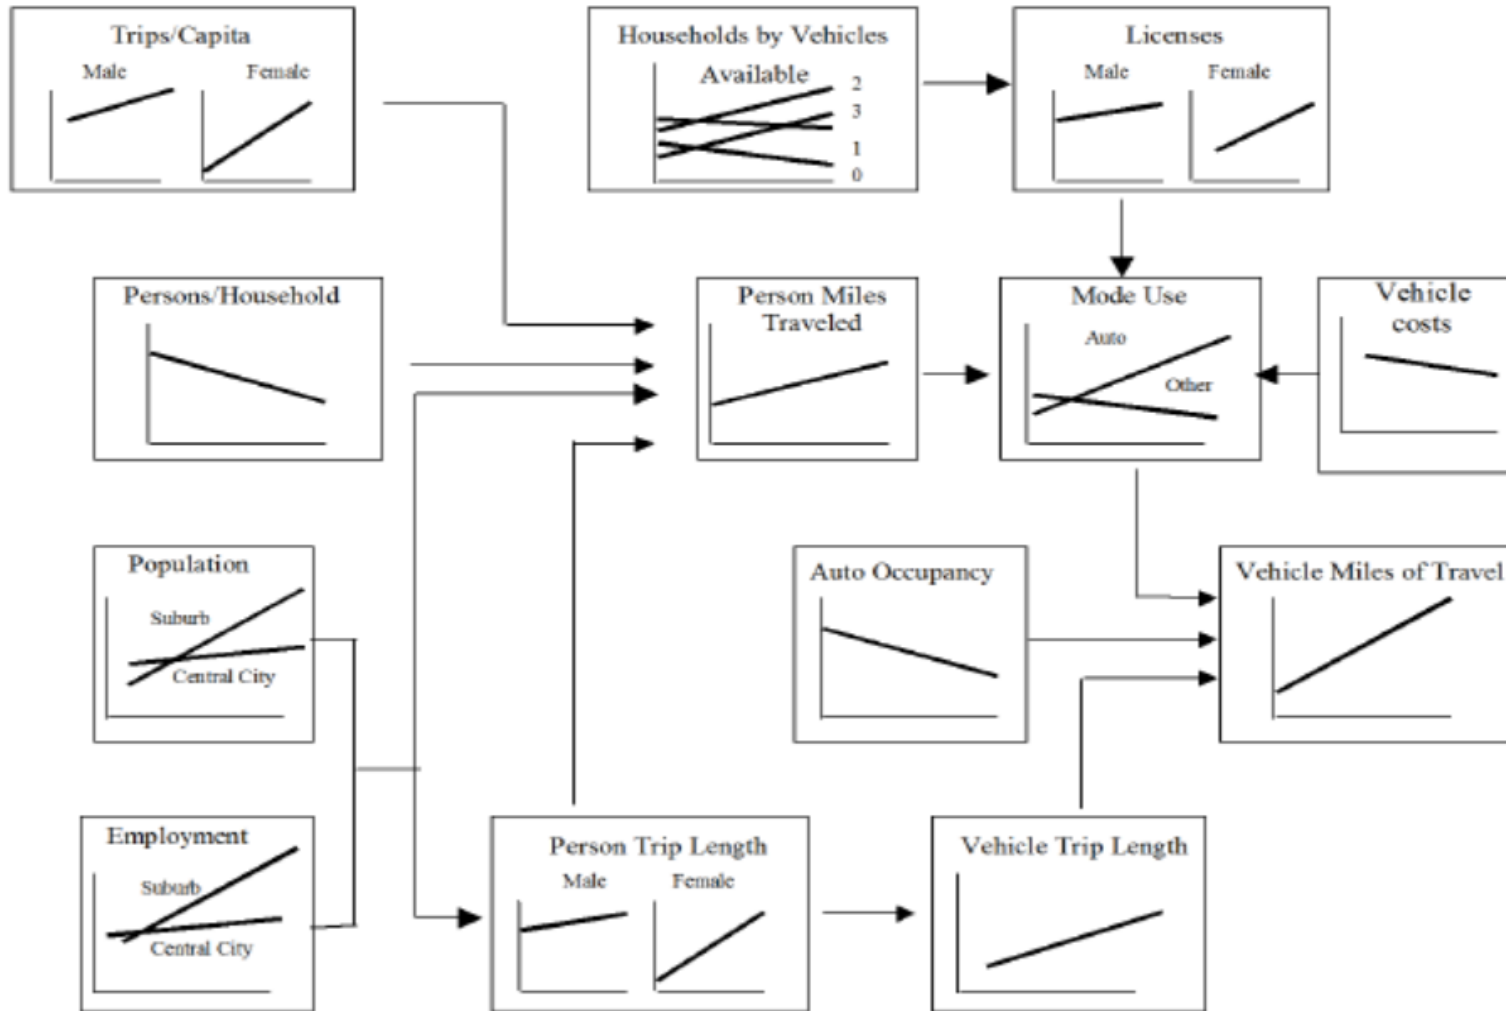 Trips/Capita
Male Female
Households by Vehicles
Available
2
3
1
0
Licenses
Male Female
Persons/Household
Person Miles
Traveled
Mode Use
Auto
Other
Vehicle
costs
Population
Suburb
Central City
Auto Occupancy
Vehicle Miles of Travel
Employment
Suburb
Central City
Person Trip Length
Male Female
Vehicle Trip Length